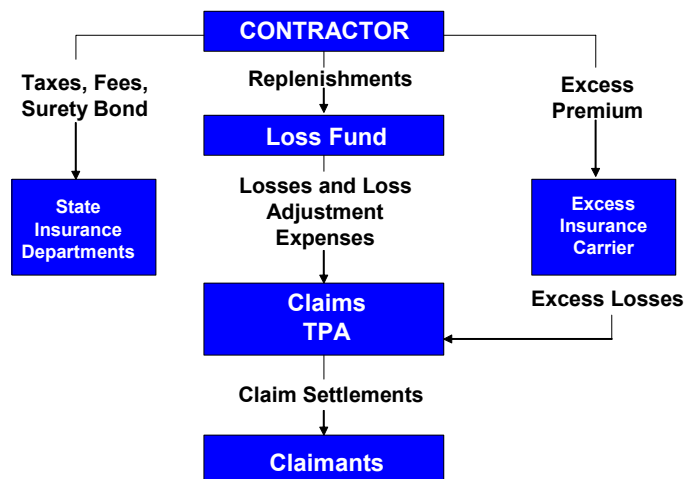 CONTRACTOR
Taxes, Fees,
Surety Bond
Replenishments
Excess
Premium
Loss Fund
State
Insurance
Departments
Losses and Loss
Adjustment
Expenses
Excess
Insurance
Carrier
Claims
TPA
Excess Losses
Claim Settlements
Claimants